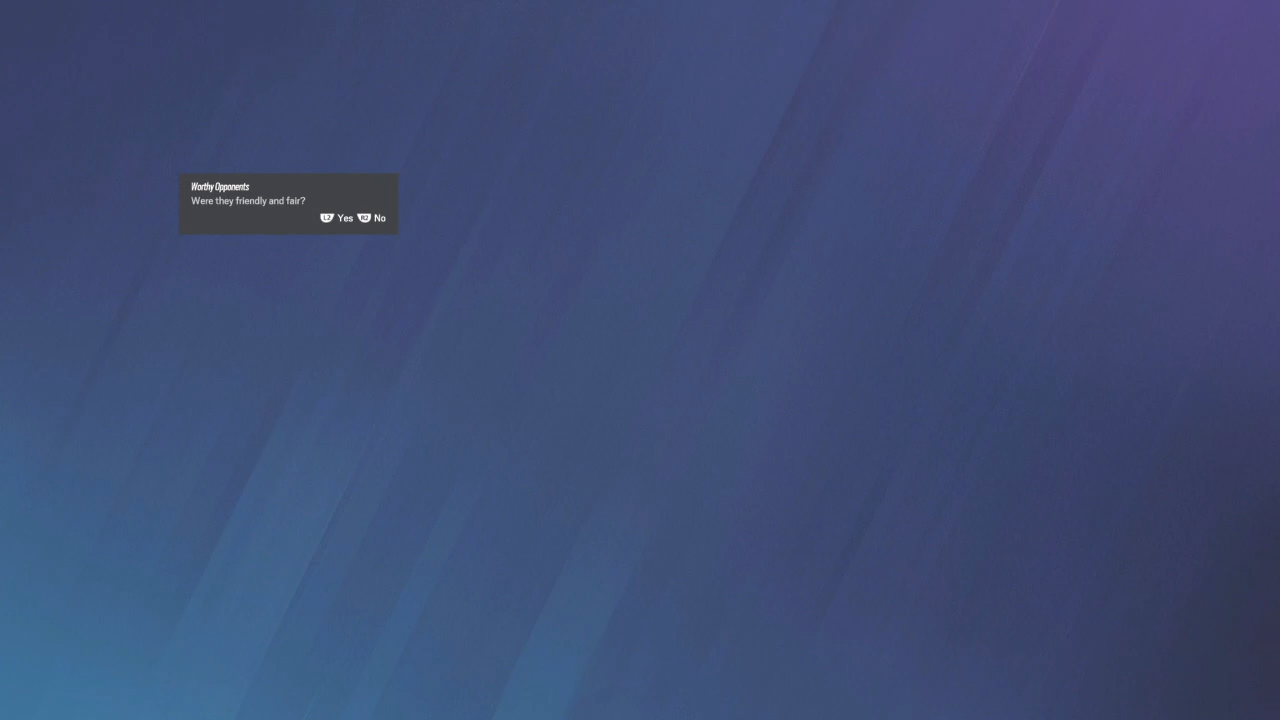 Worthy Opponents
Were they friendly and fair?
L2 Yes R2 No